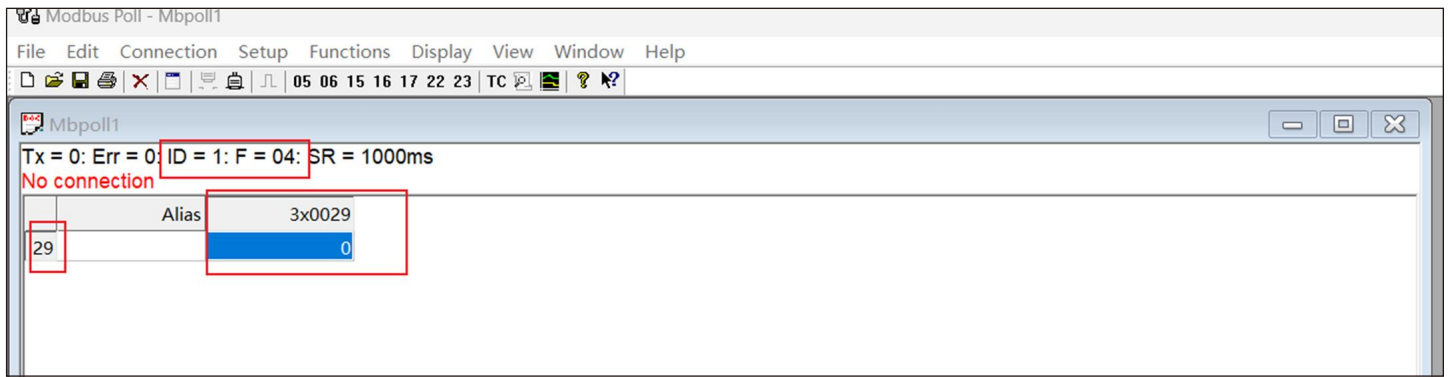 Modbus Poll - Mbpoll1
File Edit Connection Setup Functions Display View Window Help
05 06 15 16 17 22 23 TC
Mbpoll1
Tx = 0: Err = 0: ID = 1: F = 04: SR = 1000ms
No connection
Alias 3x0029
29 0